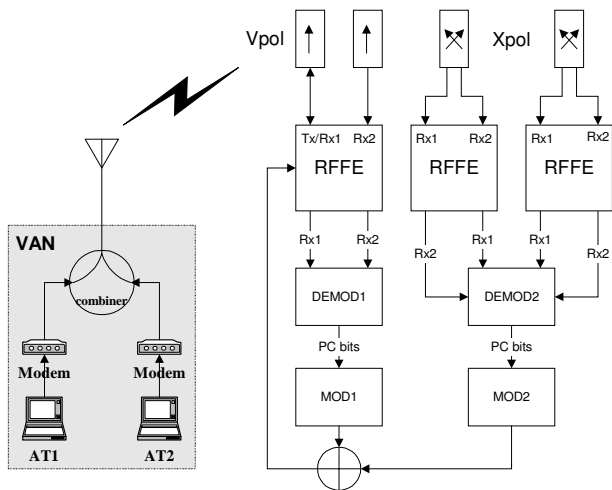 Vpol
Xpol
Tx/Rx1 Rx2
RFFE
Rx1 Rx2
RFFE
Rx1 Rx2
RFFE
Rx1
Rx2
Rx2
Rx1
Rx1
Rx2
DEMOD1
DEMOD2
PC bits
PC bits
MOD1
MOD2
VAN
combiner
Modem
Modem
AT1
AT2